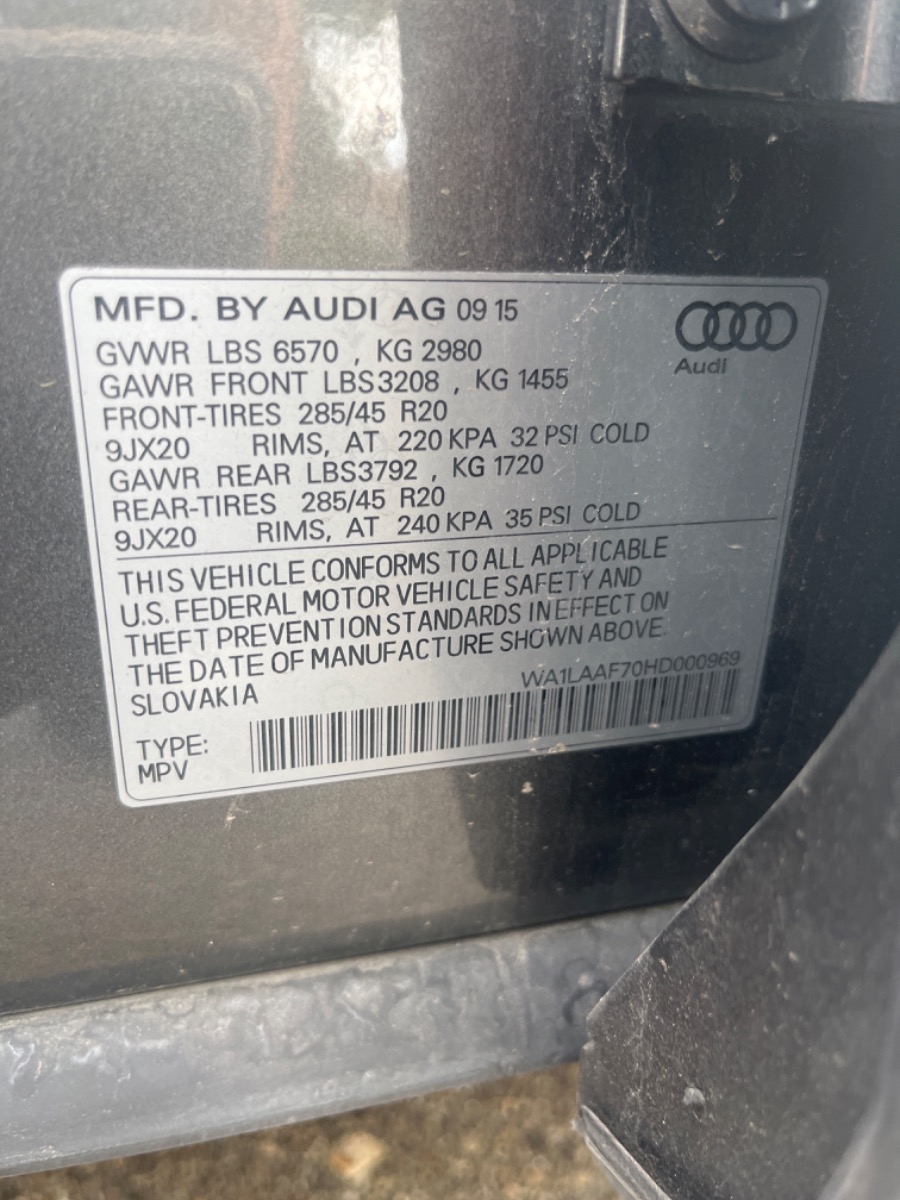 MFD. BY AUDI AG 09 15
Audi
GVWR LBS 6570 , KG 2980
GAWR FRONT LBS3208 , KG 1455
FRONT-TIRES 285/45 R20
9JX20 RIMS, AT 220 KPA 32 PSI COLD
GAWR REAR LBS3792 , KG 1720
REAR-TIRES 285/45 R20
9JX20 RIMS, AT 240 KPA 35 PSI COLD
THIS VEHICLE CONFORMS TO ALL APPLICABLE
U.S. FEDERAL MOTOR VEHICLE SAFETY AND
THEFT PREVENTION STANDARDS IN EFFECT ON
THE DATE OF MANUFACTURE SHOWN ABOVE.
SLOVAKIA WA1LAAF70HD000969
TYPE:
MPV